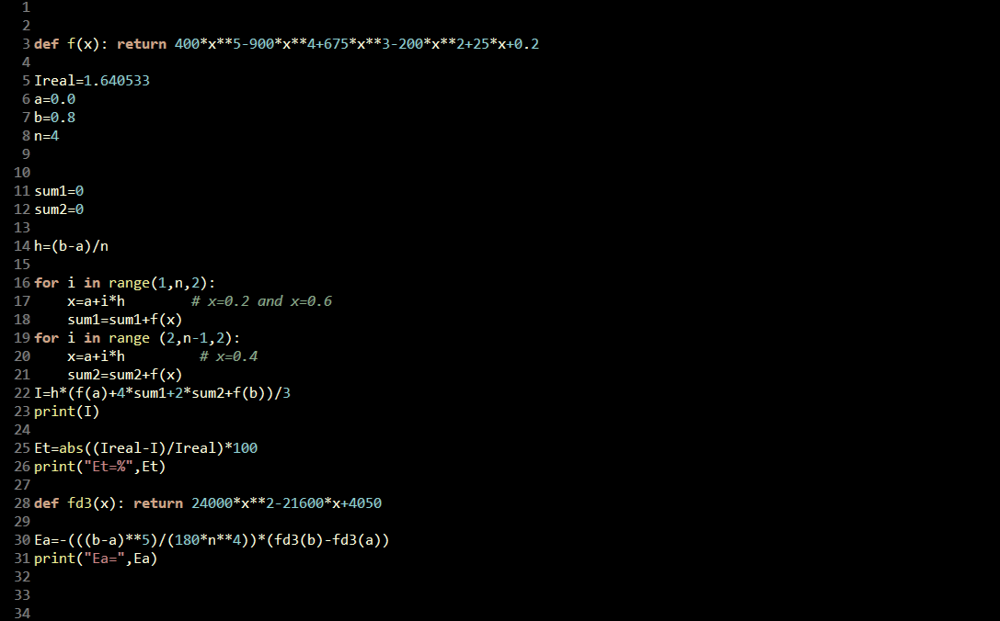 1
2
3 def f(x): return 400*x**5-900*x**4+675*x**3-200*x**2+25*x+0.2
4
5 Ireal=1.640533
6 a=0.0
7 b=0.8
8 n=4
9
10
11 sum1=0
12 sum2=0
13
14 h=(b-a)/n
15
16 for i in range(1,n,2):
17     x=a+i*h        # x=0.2 and x=0.6
18     sum1=sum1+f(x)
19 for i in range (2,n-1,2):
20     x=a+i*h         # x=0.4
21     sum2=sum2+f(x)
22 I=h*(f(a)+4*sum1+2*sum2+f(b))/3
23 print(I)
24
25 Et=abs((Ireal-I)/Ireal)*100
26 print("Et=%",Et)
27
28 def fd3(x): return 24000*x**2-21600*x+4050
29
30 Ea=-(((b-a)**5)/(180*n**4))*(fd3(b)-fd3(a))
31 print("Ea=",Ea)
32
33
34